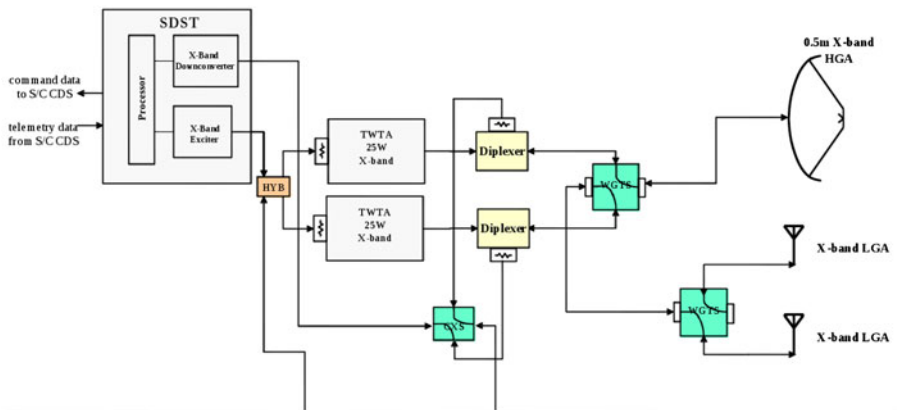 SDST
Processor
X-Band
Downconverter
X-Band
Exciter
command data
to S/C CDS
telemetry data
from S/C CDS
HYB
TWTA
25W
X-band
TWTA
25W
X-band
Diplexer
Diplexer
CXS
WGTS
WGTS
0.5m X-band
HGA
X-band LGA
X-band LGA